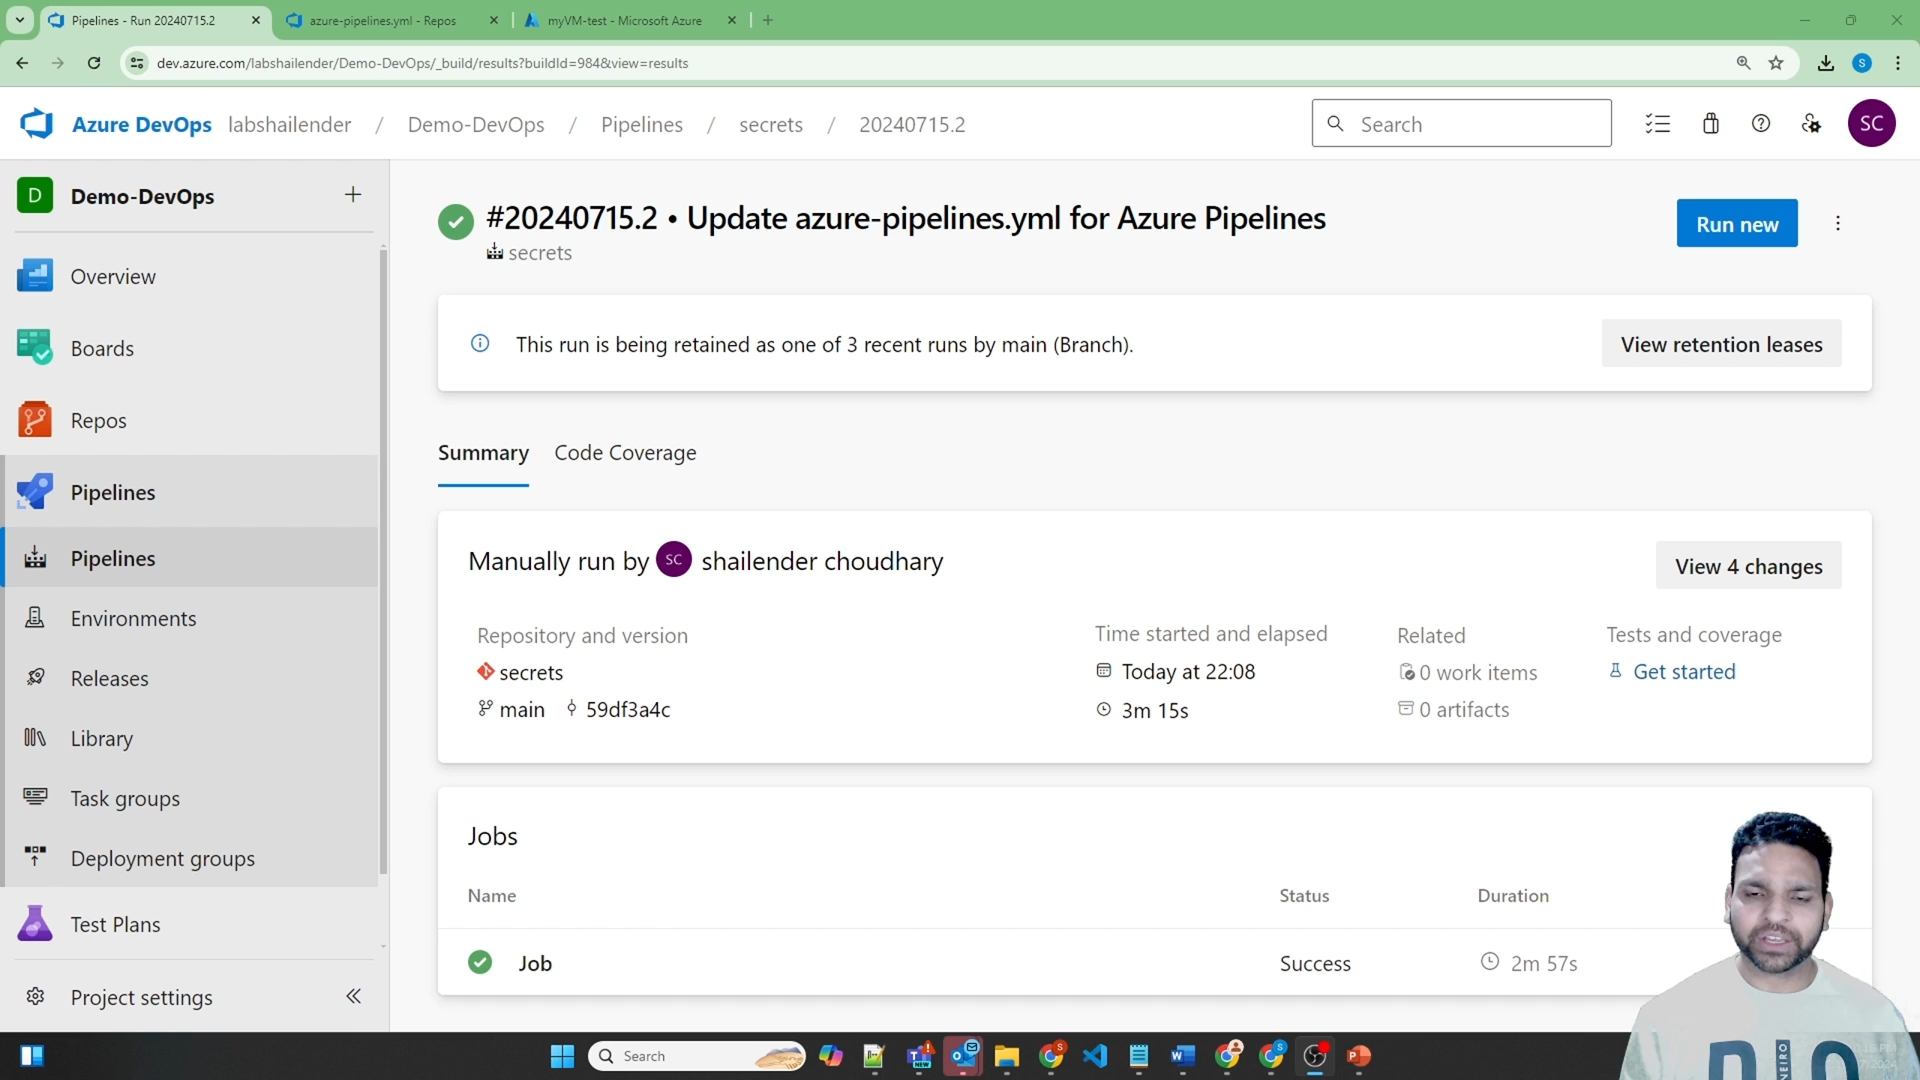 Pipelines - Run 20240715.2
azure-pipelines.yml - Repos
myVM-test - Microsoft Azure
dev.azure.com/labshailender/Demo-DevOps/_build/results?buildId=984&view=results
S
Azure DevOps labshailender / Demo-DevOps / Pipelines / secrets / 20240715.2
Search
SC
D Demo-DevOps
Overview
Boards
Repos
Pipelines
Pipelines
Environments
Releases
Library
Task groups
Deployment groups
Test Plans
Project settings
#20240715.2 • Update azure-pipelines.yml for Azure Pipelines
secrets
Run new
This run is being retained as one of 3 recent runs by main (Branch).
View retention leases
Summary Code Coverage
Manually run by SC shailender choudhary
View 4 changes
Repository and version
secrets
main 59df3a4c
Time started and elapsed
Today at 22:08
3m 15s
Related
0 work items
0 artifacts
Tests and coverage
Get started
Jobs
Name Status Duration
Job Success 2m 57s
Search